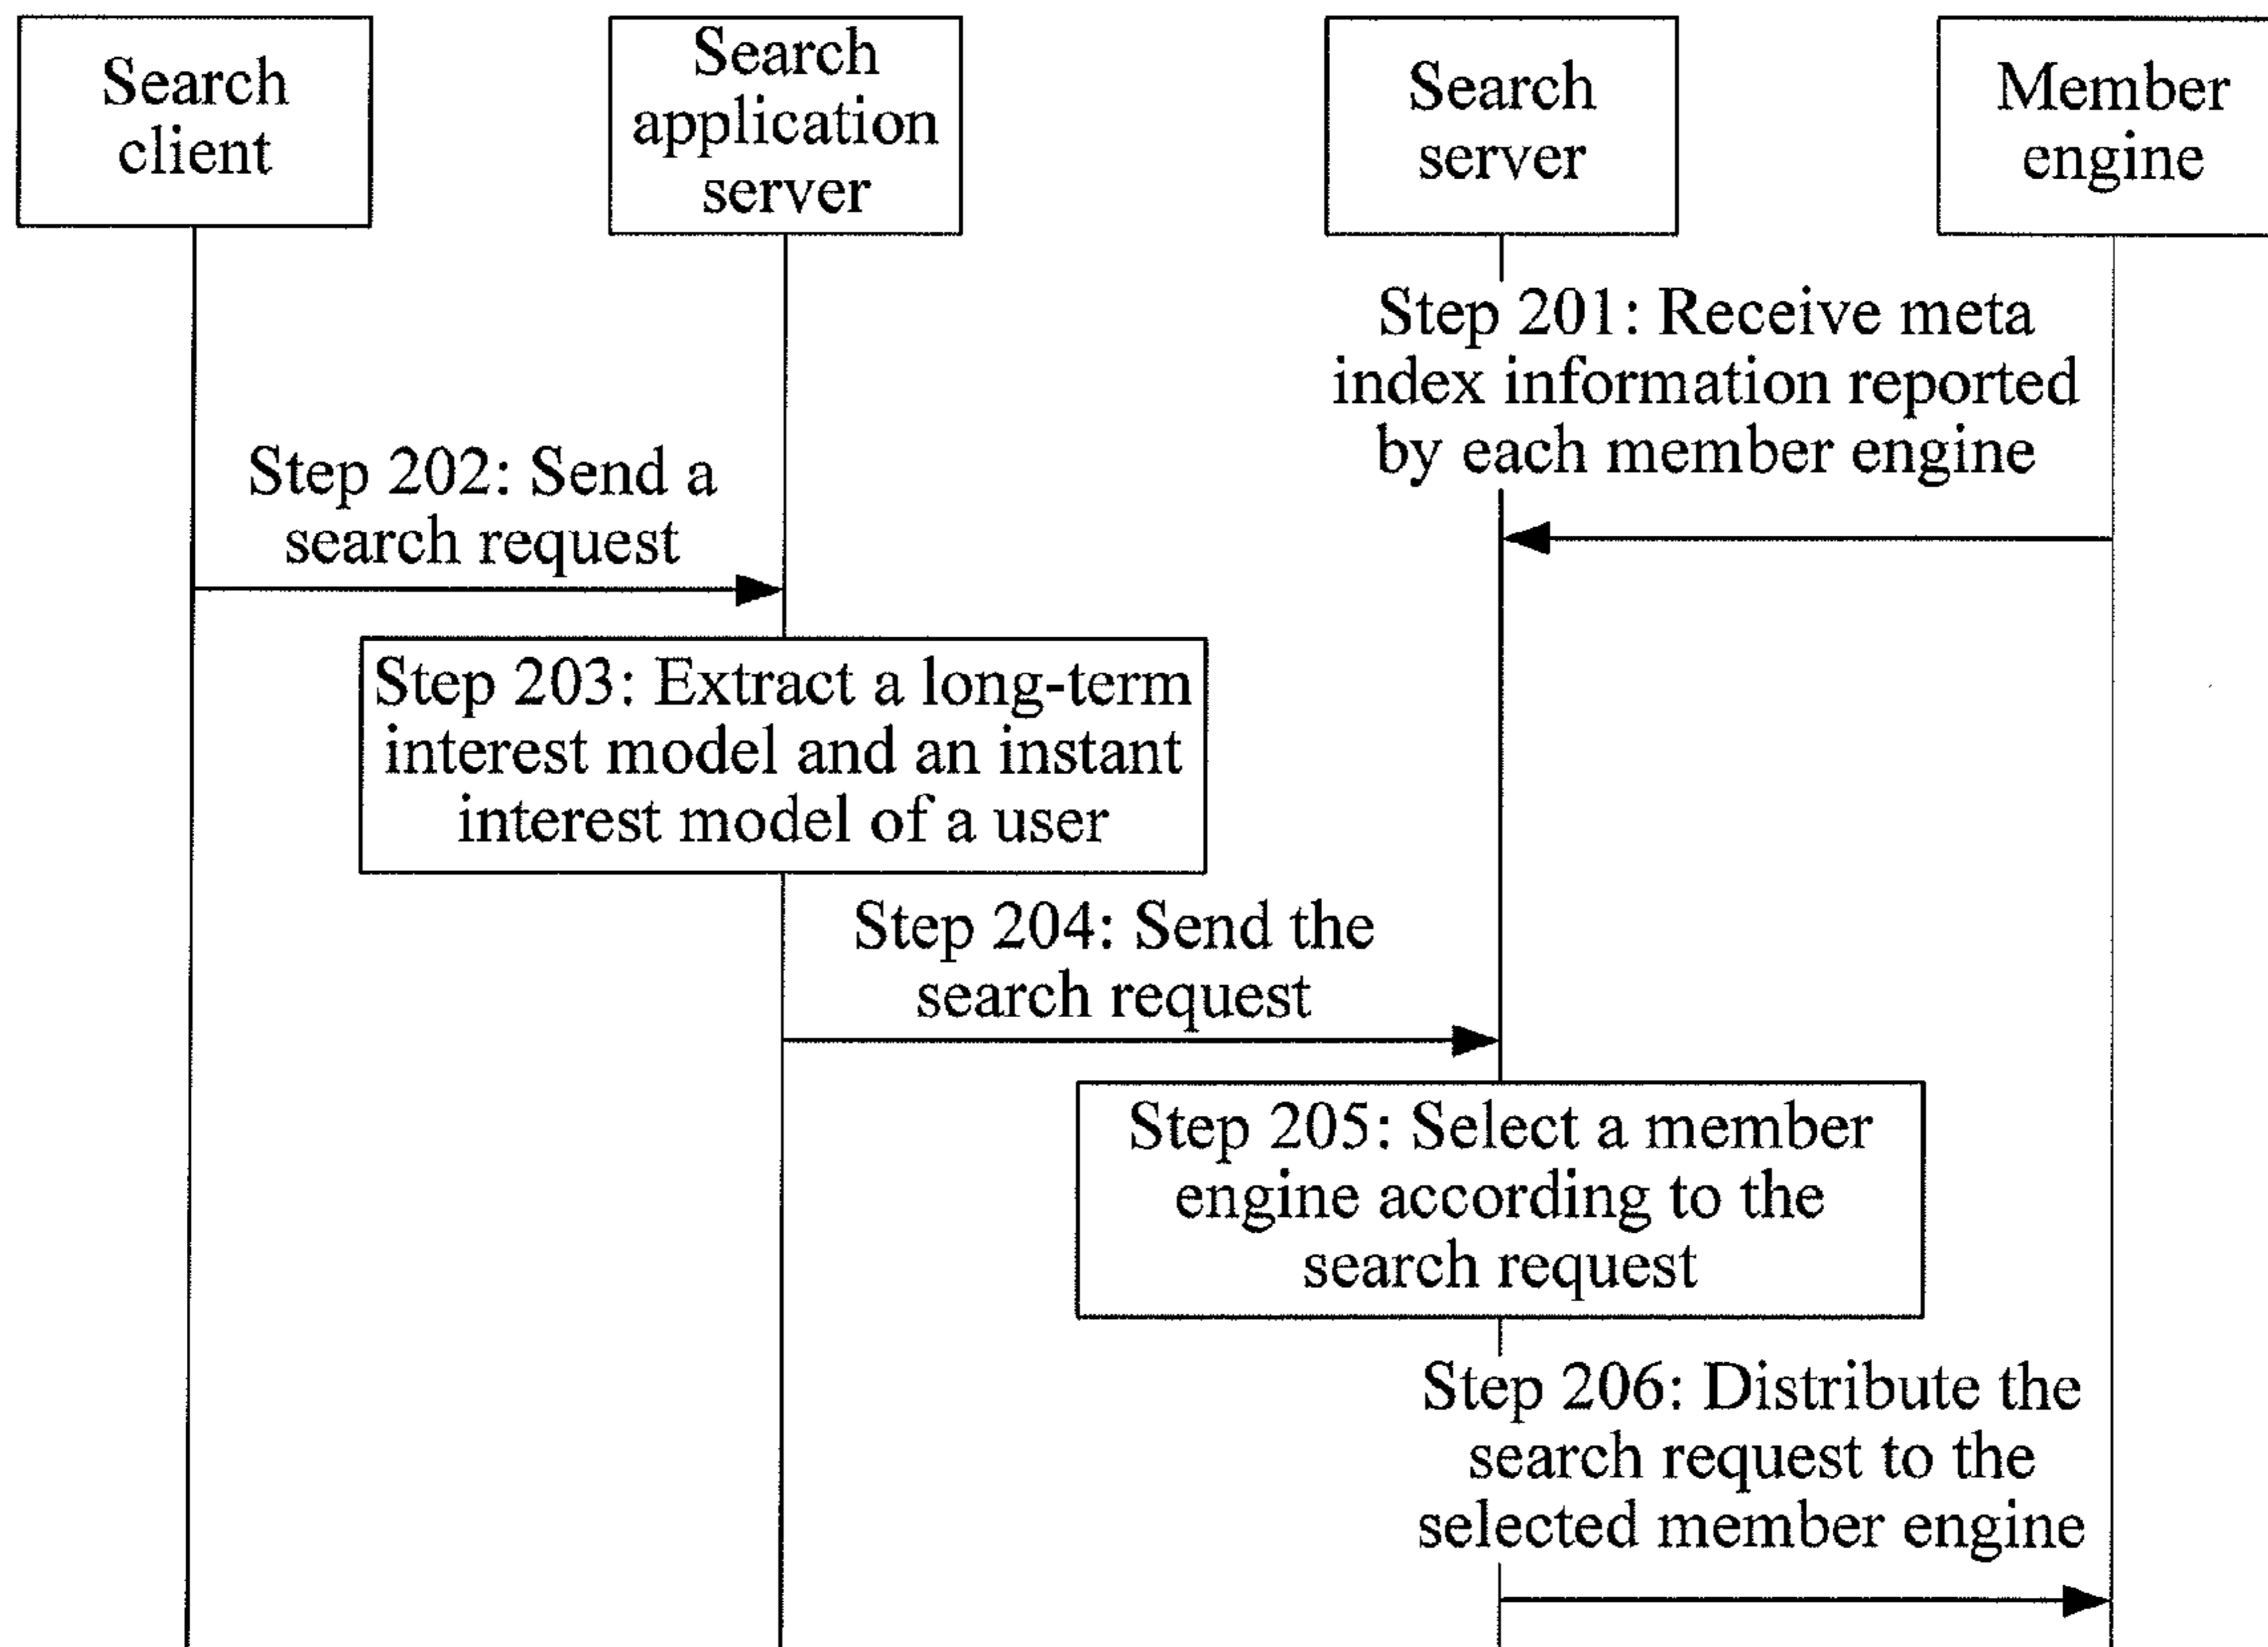 Search
client
Search
application
server
Search
server
Member
engine
Step 201: Receive meta
index information reported
by each member engine
Step 202: Send a
search request
Step 203: Extract a long-term
interest model and an instant
interest model of a user
Step 204: Send the
search request
Step 205: Select a member
engine according to the
search request
Step 206: Distribute the
search request to the
selected member engine